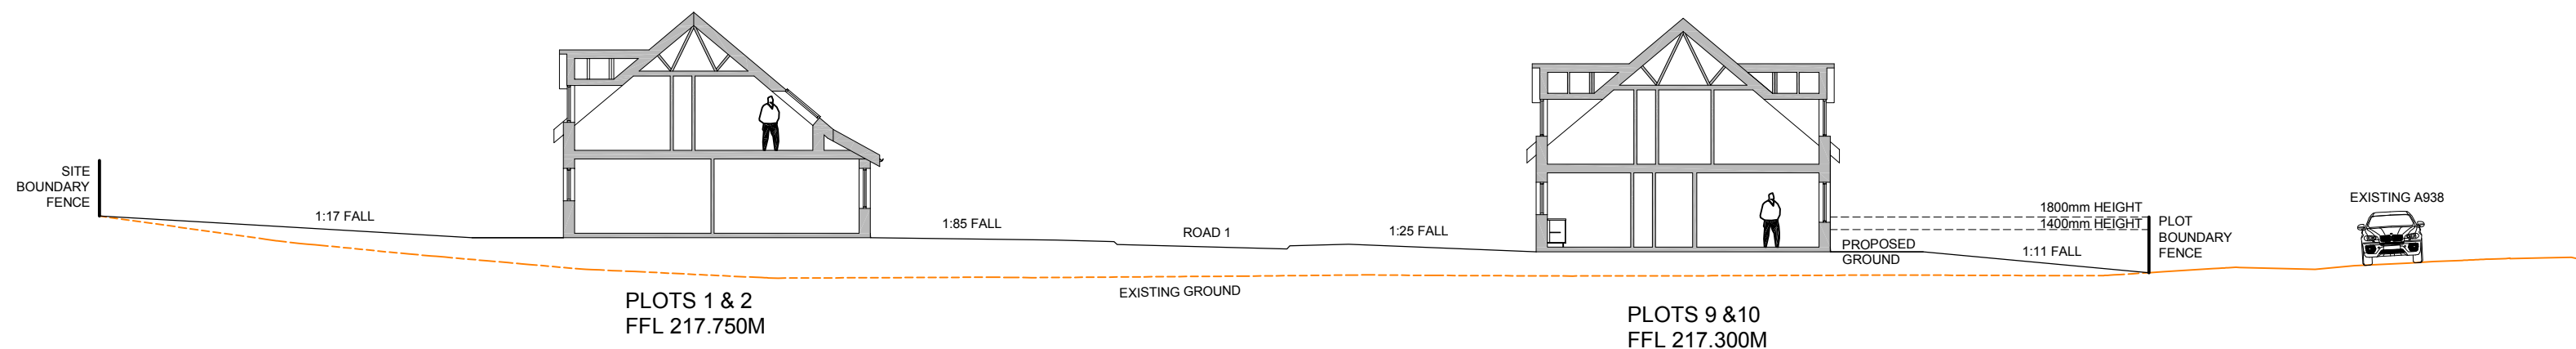 SITE
BOUNDARY
FENCE
1:17 FALL
PLOTS 1 & 2
FFL 217.750M
1:85 FALL
ROAD 1
EXISTING GROUND
1:25 FALL
PLOTS 9 &10
FFL 217.300M
PROPOSED
GROUND
1800mm HEIGHT
1400mm HEIGHT
1:11 FALL
PLOT
BOUNDARY
FENCE
EXISTING A938